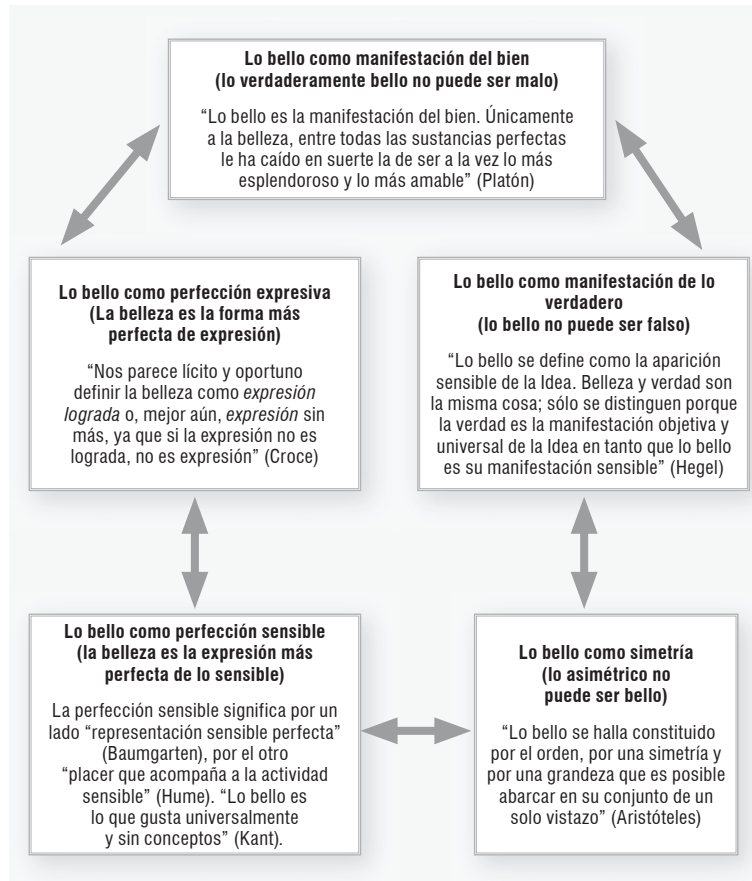 Lo bello como manifestación del bien
(lo verdaderamente bello no puede ser malo)
“Lo bello es la manifestación del bien. Únicamente
a la belleza, entre todas las sustancias perfectas
le ha caído en suerte la de ser a la vez lo más
esplendoroso y lo más amable” (Platón)
Lo bello como perfección expresiva
(La belleza es la forma más
perfecta de expresión)
“Nos parece lícito y oportuno
definir la belleza como expresión
lograda o, mejor aún, expresión sin
más, ya que si la expresión no es
lograda, no es expresión” (Croce)
Lo bello como manifestación de lo
verdadero
(lo bello no puede ser falso)
“Lo bello se define como la aparición
sensible de la Idea. Belleza y verdad son
la misma cosa; sólo se distinguen porque
la verdad es la manifestación objetiva y
universal de la Idea en tanto que lo bello
es su manifestación sensible” (Hegel)
Lo bello como perfección sensible
(la belleza es la expresión más
perfecta de lo sensible)
La perfección sensible significa por un
lado “representación sensible perfecta”
(Baumgarten), por el otro
“placer que acompaña a la actividad
sensible” (Hume). “Lo bello es
lo que gusta universalmente
y sin conceptos” (Kant).
Lo bello como simetría
(lo asimétrico no
puede ser bello)
“Lo bello se halla constituido
por el orden, por una simetría y
por una grandeza que es posible
abarcar en su conjunto de un
solo vistazo” (Aristóteles)